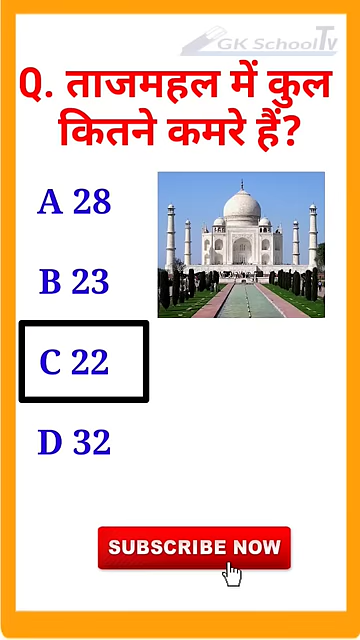 GK SchoolTv
Q. ताजमहल में कुल
कितने कमरे हैं?
A 28
B 23
C 22
D 32
SUBSCRIBE NOW